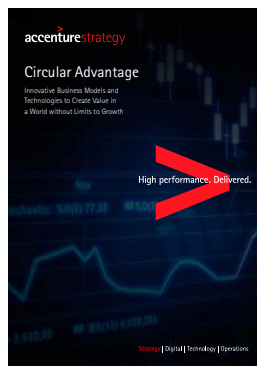 accenturestrategy
Circular Advantage
Innovative Business Models and
Technologies to Create Value in
a World without Limits to Growth
High performance. Delivered.
Nov
Strategy | Digital | Technology | Operations